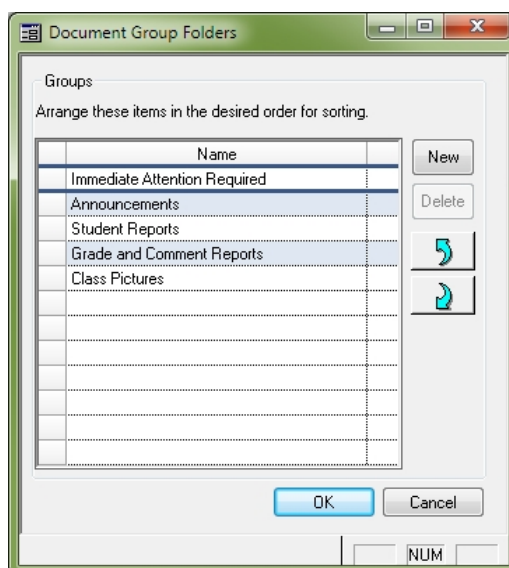 Document Group Folders
Groups
Arrange these items in the desired order for sorting.
Name
New
Immediate Attention Required
Announcements
Delete
Student Reports
Grade and Comment Reports
Class Pictures
OK
Cancel
NUM